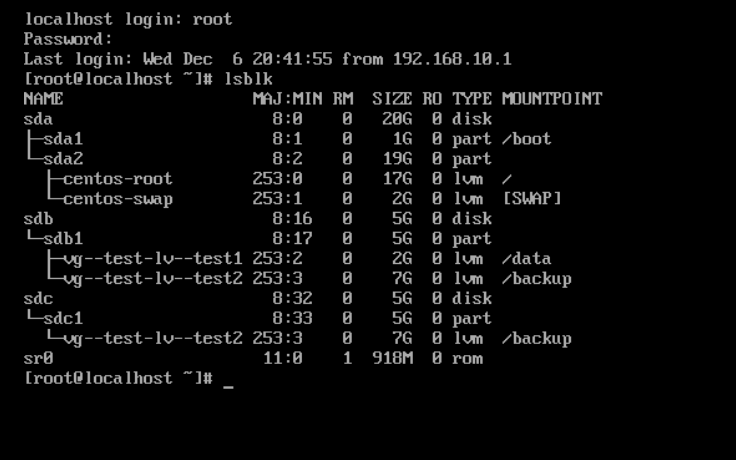 localhost login: root
Password:
Last login: Wed Dec  6 20:41:55 from 192.168.10.1
[root@localhost ~]# lsblk
NAME                   MAJ:MIN RM  SIZE RO TYPE MOUNTPOINT
sda                      8:0    0   20G  0 disk
├─sda1                   8:1    0    1G  0 part /boot
└─sda2                   8:2    0   19G  0 part
  ├─centos-root        253:0    0   17G  0 lvm  /
  └─centos-swap        253:1    0    2G  0 lvm  [SWAP]
sdb                      8:16   0    5G  0 disk
└─sdb1                   8:17   0    5G  0 part
  ├─vg--test-lv--test1 253:2    0    2G  0 lvm  /data
  └─vg--test-lv--test2 253:3    0    7G  0 lvm  /backup
sdc                      8:32   0    5G  0 disk
└─sdc1                   8:33   0    5G  0 part
  └─vg--test-lv--test2 253:3    0    7G  0 lvm  /backup
sr0                     11:0    1  918M  0 rom
[root@localhost ~]# _